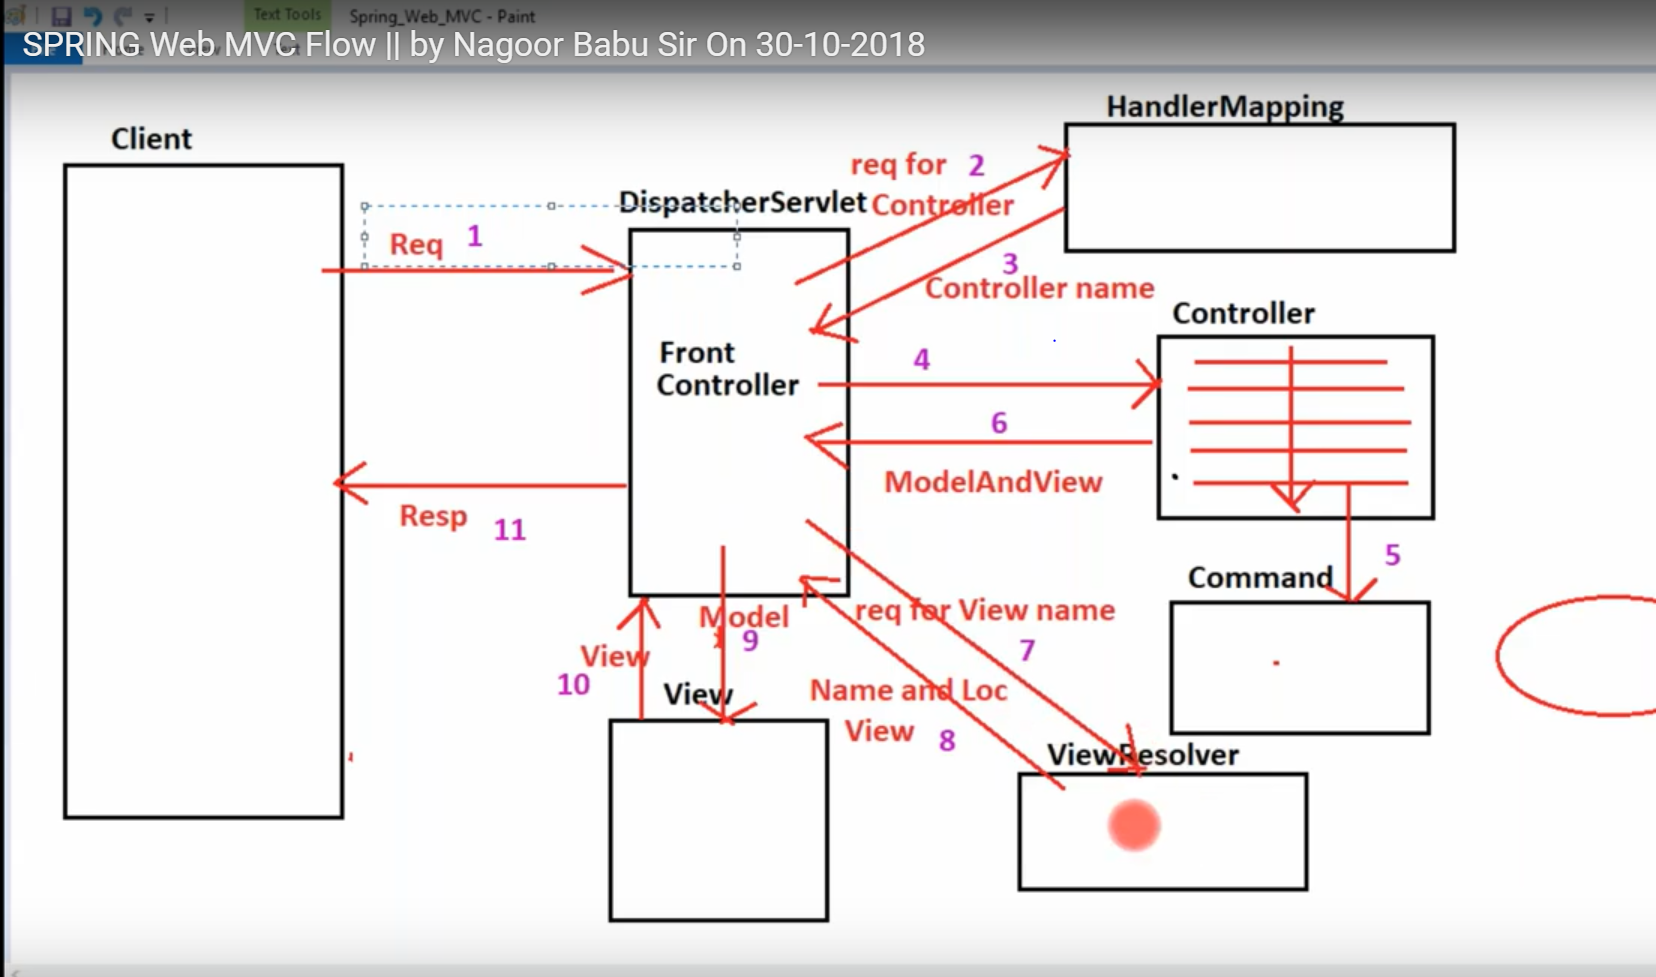 Text Tools
Spring_Web_MVC - Paint
SPRING Web MVC Flow || by Nagoor Babu Sir On 30-10-2018
HandlerMapping
Client
req for 2
DispatcherServlet
Controller
Req 1
3
Controller name
Controller
Front
Controller
4
6
ModelAndView
Resp 11
5
Command
Model
9
req for View name
7
View
10
View
Name and Loc
View 8
ViewResolver